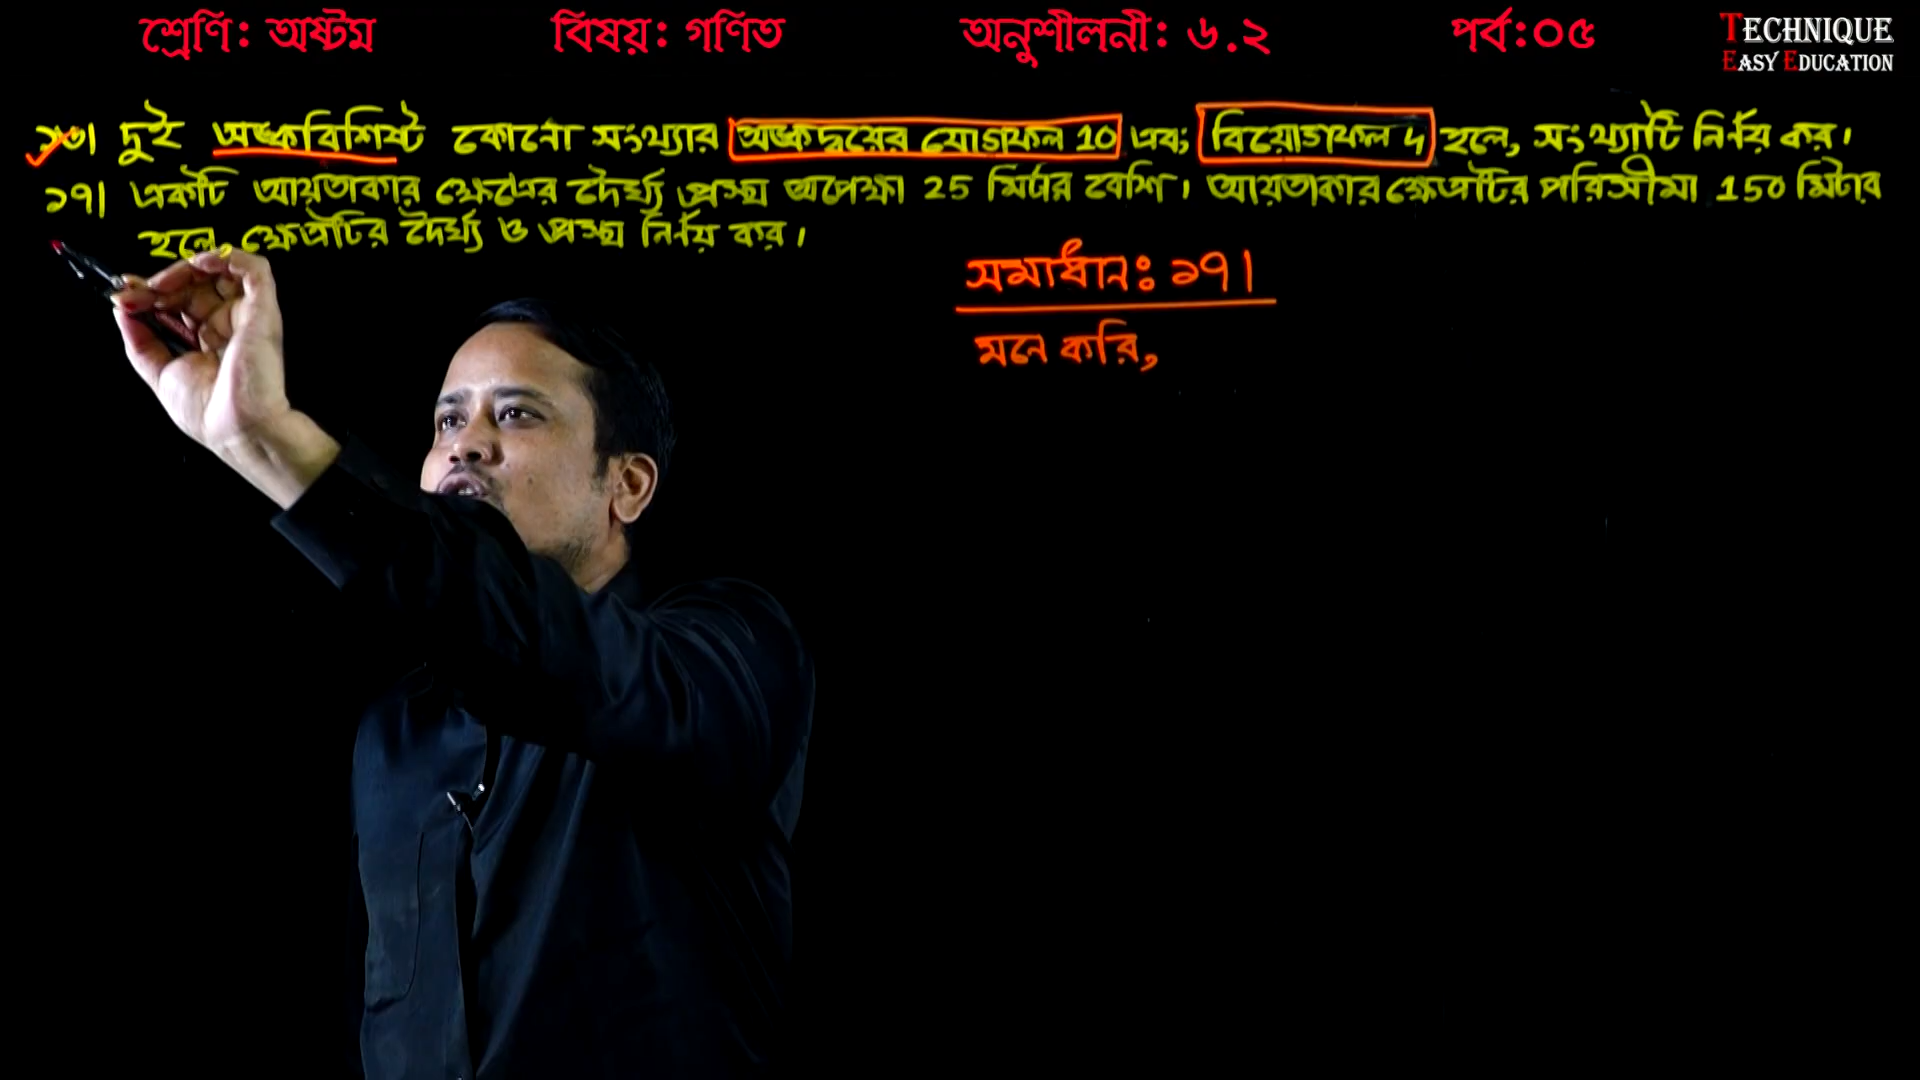 শ্রেণি: অষ্টম বিষয়: গণিত অনুশীলনী: ৬.২ পর্ব:০৫
TECHNIQUE
EASY EDUCATION
১৬। দুই অঙ্কবিশিষ্ট কোনো সংখ্যার অঙ্কদ্বয়ের যোগফল 10 এবং বিয়োগফল 4 হলে, সংখ্যাটি নির্ণয় কর।
১৭। একটি আয়তাকার ক্ষেত্রের দৈর্ঘ্য প্রস্থ অপেক্ষা 25 মিটার বেশি। আয়তাকার ক্ষেত্রটির পরিসীমা 150 মিটার
হলে, ক্ষেত্রটির দৈর্ঘ্য ও প্রস্থ নির্ণয় কর।
সমাধান: ১৭।
মনে করি,